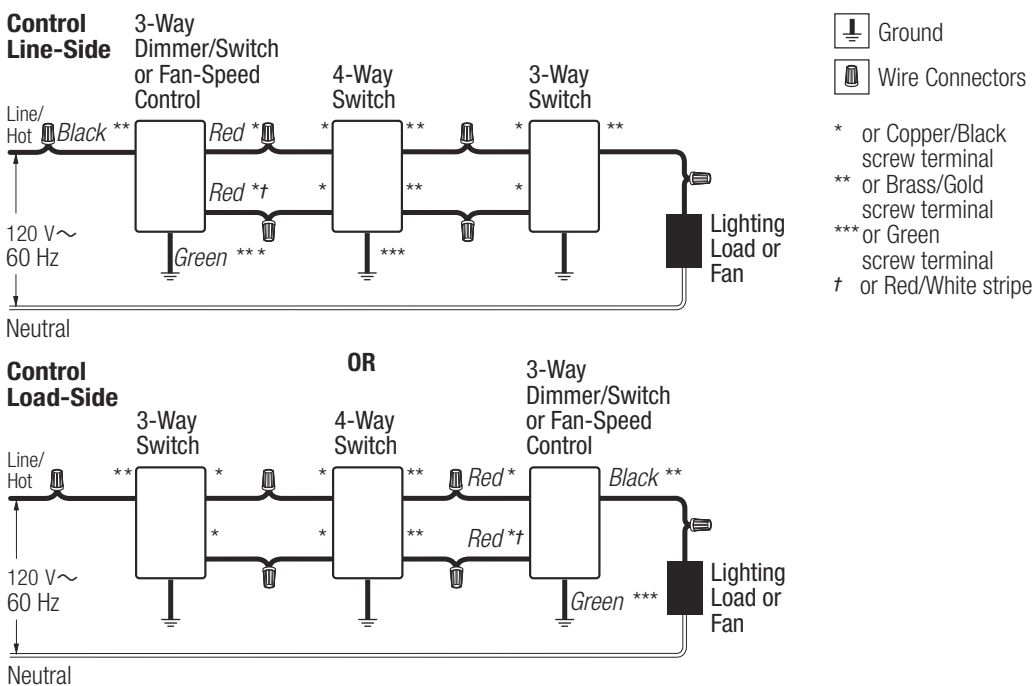 Control
Line-Side
3-Way
Dimmer/Switch
or Fan-Speed
Control
4-Way
Switch
3-Way
Switch
Line/
Hot
Black **
Red *
*
**
*
**
Red *†
*
**
*
120 V～
60 Hz
Green ** *
***
Lighting
Load or
Fan
Neutral
Ground
Wire Connectors
* or Copper/Black
screw terminal
** or Brass/Gold
screw terminal
*** or Green
screw terminal
† or Red/White stripe
OR
Control
Load-Side
3-Way
Switch
4-Way
Switch
3-Way
Dimmer/Switch
or Fan-Speed
Control
Line/
Hot
**
*
*
**
Red *
Black **
*
*
**
Red *†
120 V～
60 Hz
Green ***
Lighting
Load or
Fan
Neutral